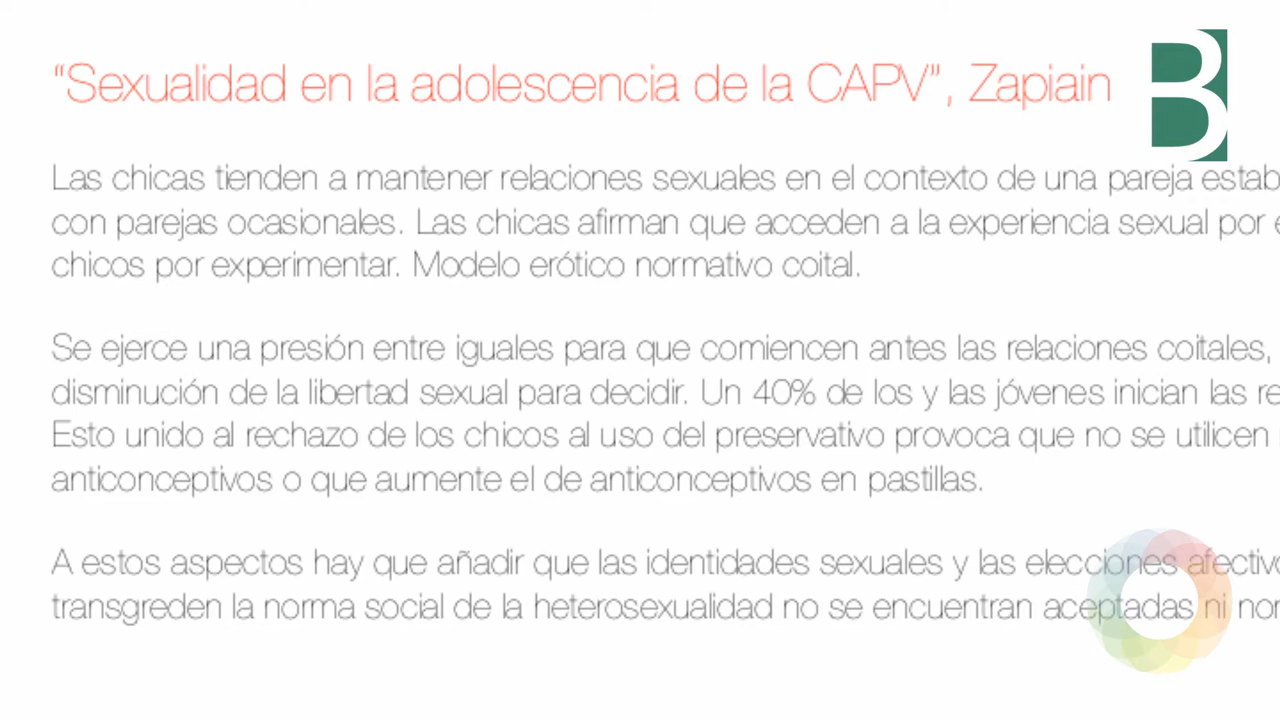 “Sexualidad en la adolescencia de la CAPV”, Zapiain
B
Las chicas tienden a mantener relaciones sexuales en el contexto de una pareja
con parejas ocasionales. Las chicas afirman que acceden a la experiencia sexual por
chicos por experimentar. Modelo erótico normativo coital.
Se ejerce una presión entre iguales para que comiencen antes las relaciones coitales,
disminución de la libertad sexual para decidir. Un 40% de los y las jóvenes inician las
Esto unido al rechazo de los chicos al uso del preservativo provoca que no se utilicen
anticonceptivos o que aumente el de anticonceptivos en pastillas.
A estos aspectos hay que añadir que las identidades sexuales y las elecciones
transgreden la norma social de la heterosexualidad no se encuentran aceptadas ni